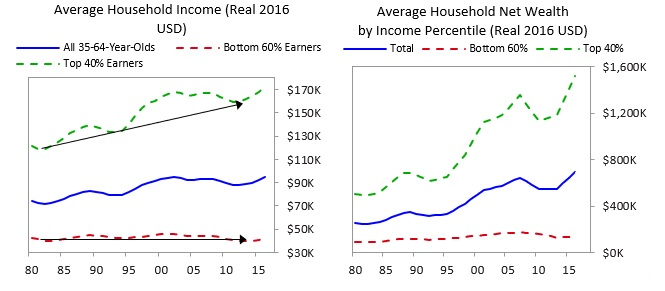 Average Household Income (Real 2016
USD)
All 35-64-Year-Olds
Bottom 60% Earners
Top 40% Earners
$170K
$150K
$130K
$110K
$90K
$70K
$50K
$30K
80 85 90 95 00 05 10 15
Average Household Net Wealth
by Income Percentile (Real 2016 USD)
Total
Bottom 60%
Top 40%
$1,600K
$1,200K
$800K
$400K
$0K
80 85 90 95 00 05 10 15